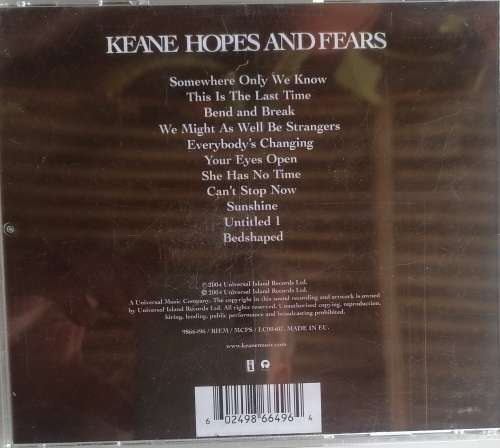 KEANE HOPES AND FEARS
Somewhere Only We Know
This Is The Last Time
Bend and Break
We Might As Well Be Strangers
Everybody's Changing
Your Eyes Open
She Has No Time
Can't Stop Now
Sunshine
Untitled 1
Bedshaped
℗ 2004 Universal Island Records Ltd.
© 2004 Universal Island Records Ltd.
A Universal Music Company. The copyright in this sound recording and artwork is owned
by Universal Island Records Ltd. All rights reserved. Unauthorised copying, reproduction,
hiring, lending, public performance and broadcasting prohibited.
9866496 / BIEM / MCPS / LC00407. MADE IN EU.
www.keanemusic.com
6 02498 66496 4